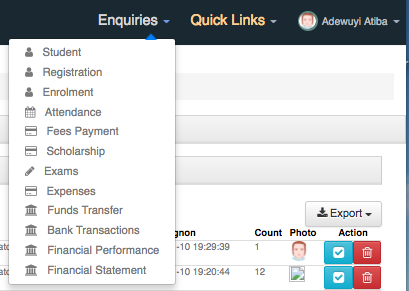 Enquiries Quick Links Adewuyi Atiba
Student
Registration
Enrolment
Attendance
Fees Payment
Scholarship
Exams
Expenses
Funds Transfer
Bank Transactions
Financial Performance
Financial Statement
Export
Count Photo Action
-10 19:29:39 1
-10 19:20:44 12